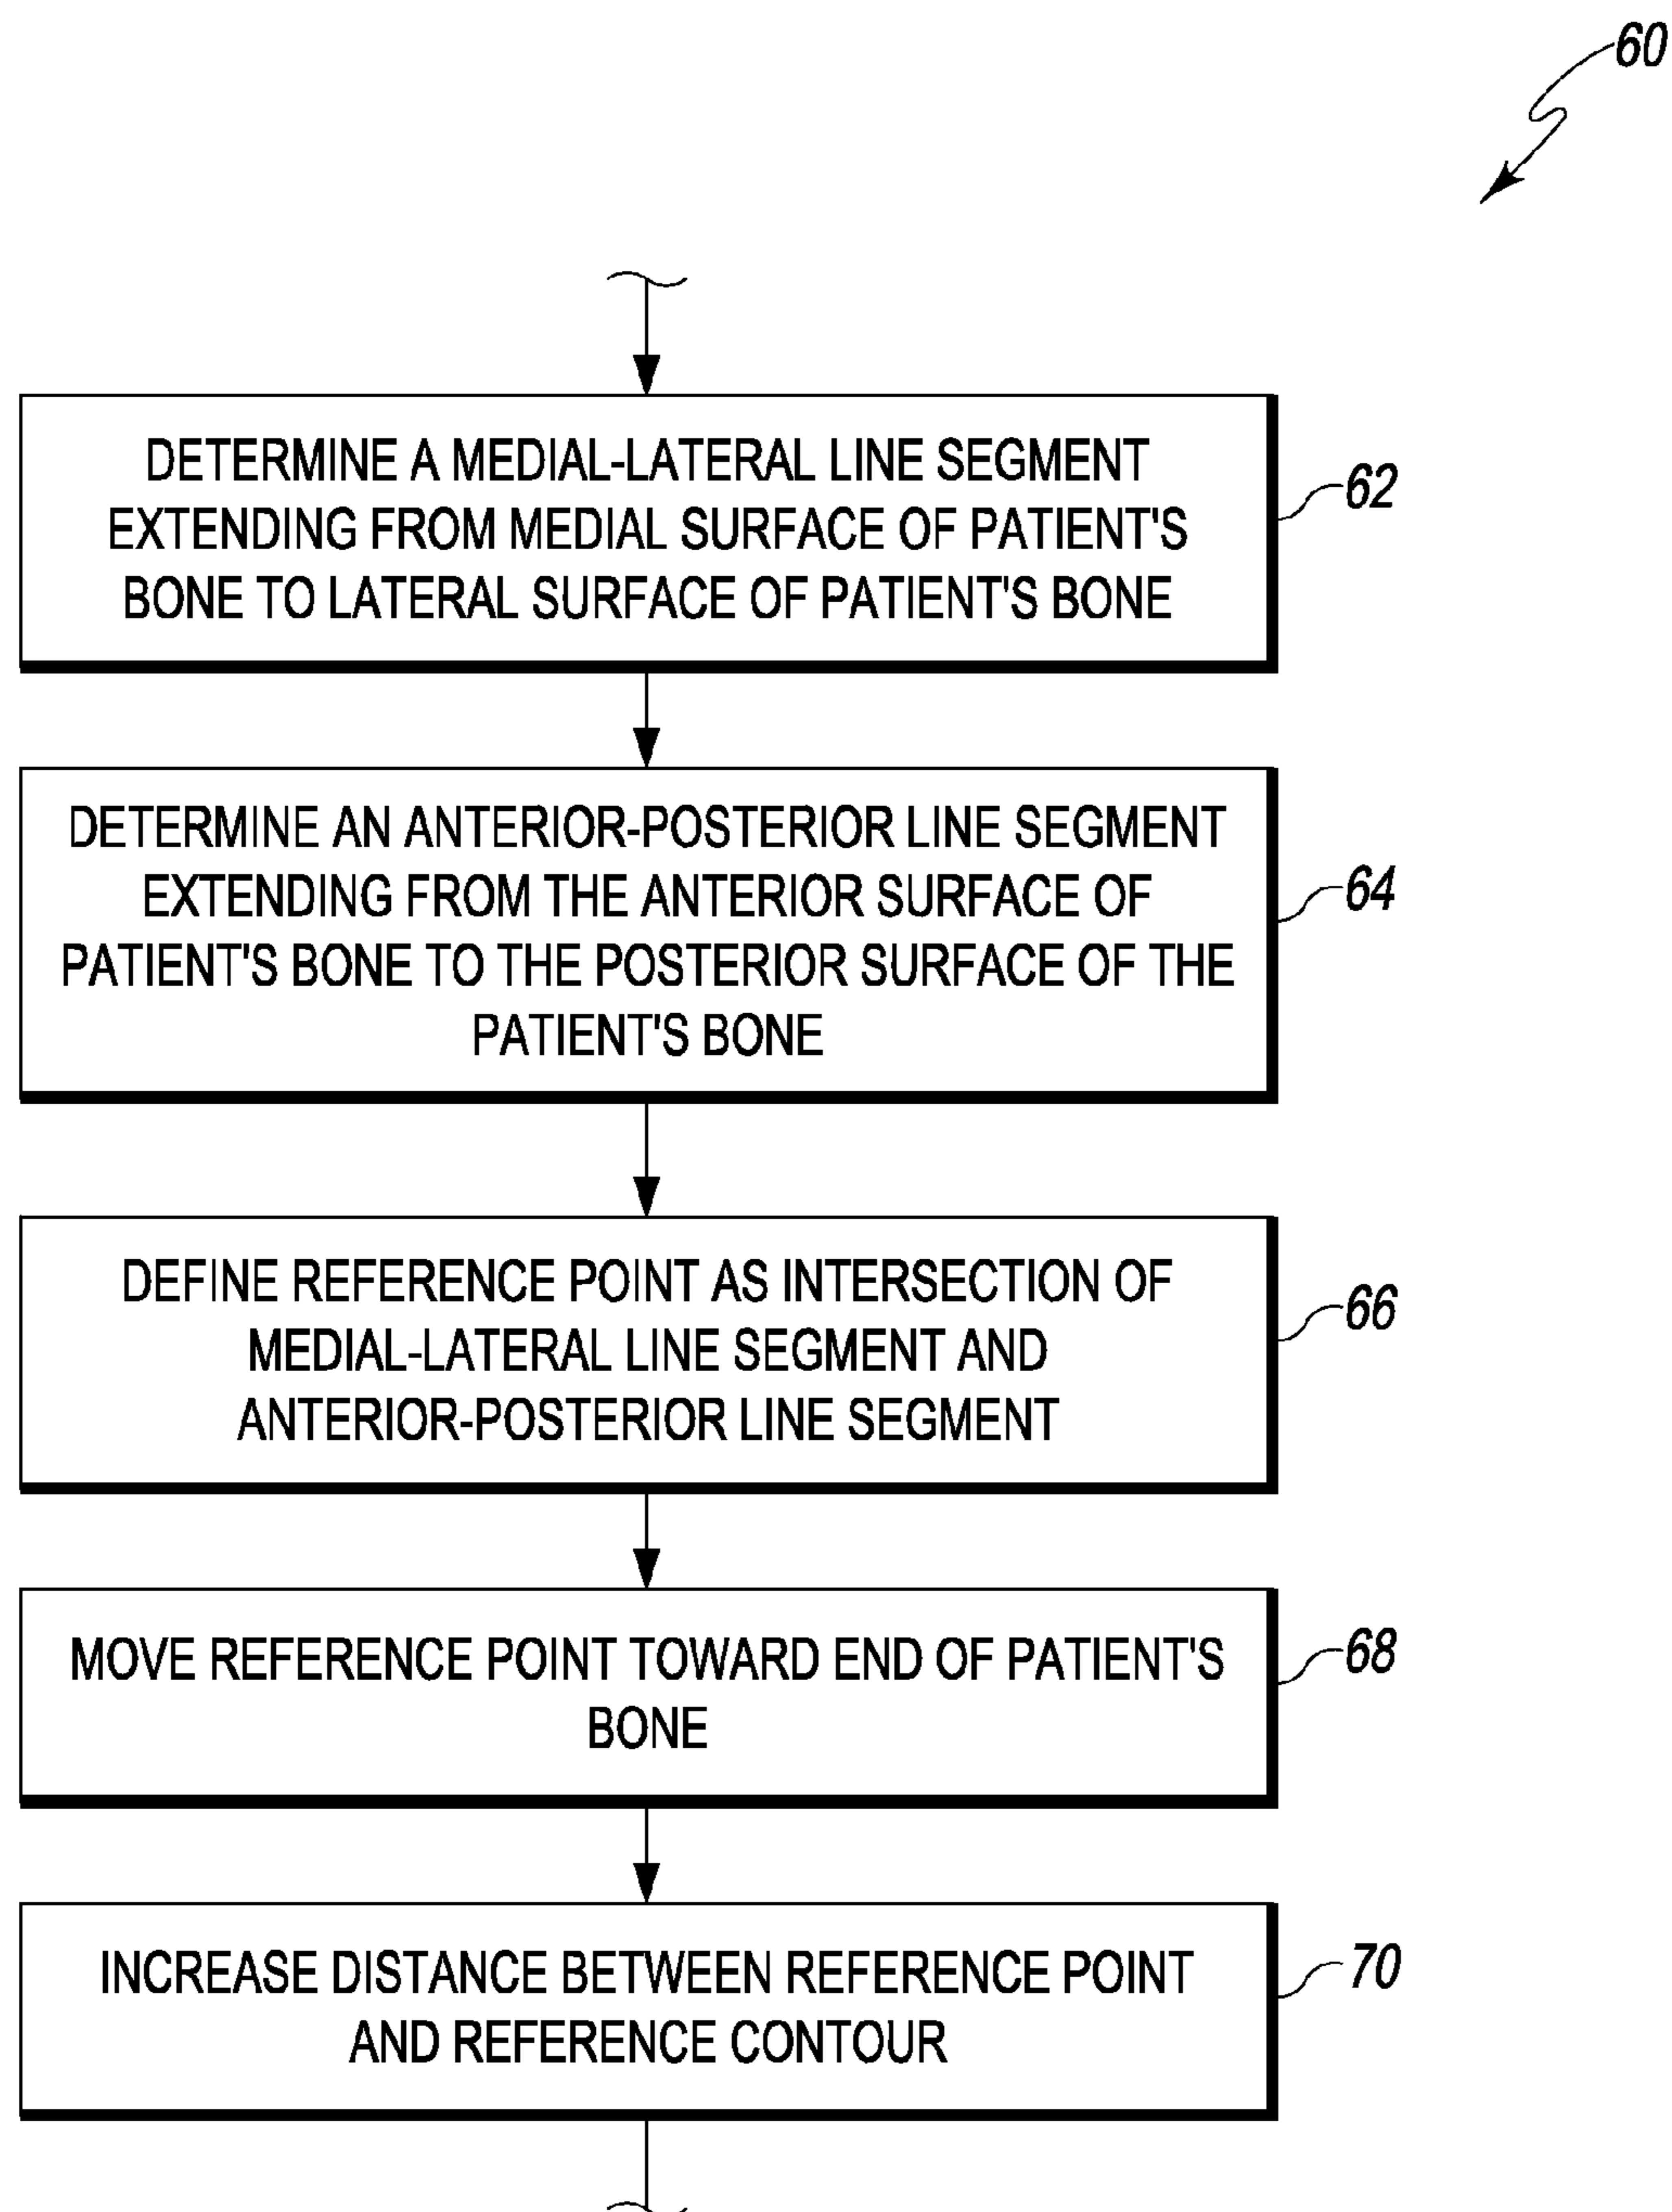 60
DETERMINE A MEDIAL-LATERAL LINE SEGMENT
EXTENDING FROM MEDIAL SURFACE OF PATIENT'S
BONE TO LATERAL SURFACE OF PATIENT'S BONE
62
DETERMINE AN ANTERIOR-POSTERIOR LINE SEGMENT
EXTENDING FROM THE ANTERIOR SURFACE OF
PATIENT'S BONE TO THE POSTERIOR SURFACE OF THE
PATIENT'S BONE
64
DEFINE REFERENCE POINT AS INTERSECTION OF
MEDIAL-LATERAL LINE SEGMENT AND
ANTERIOR-POSTERIOR LINE SEGMENT
66
MOVE REFERENCE POINT TOWARD END OF PATIENT'S
BONE
68
INCREASE DISTANCE BETWEEN REFERENCE POINT
AND REFERENCE CONTOUR
70